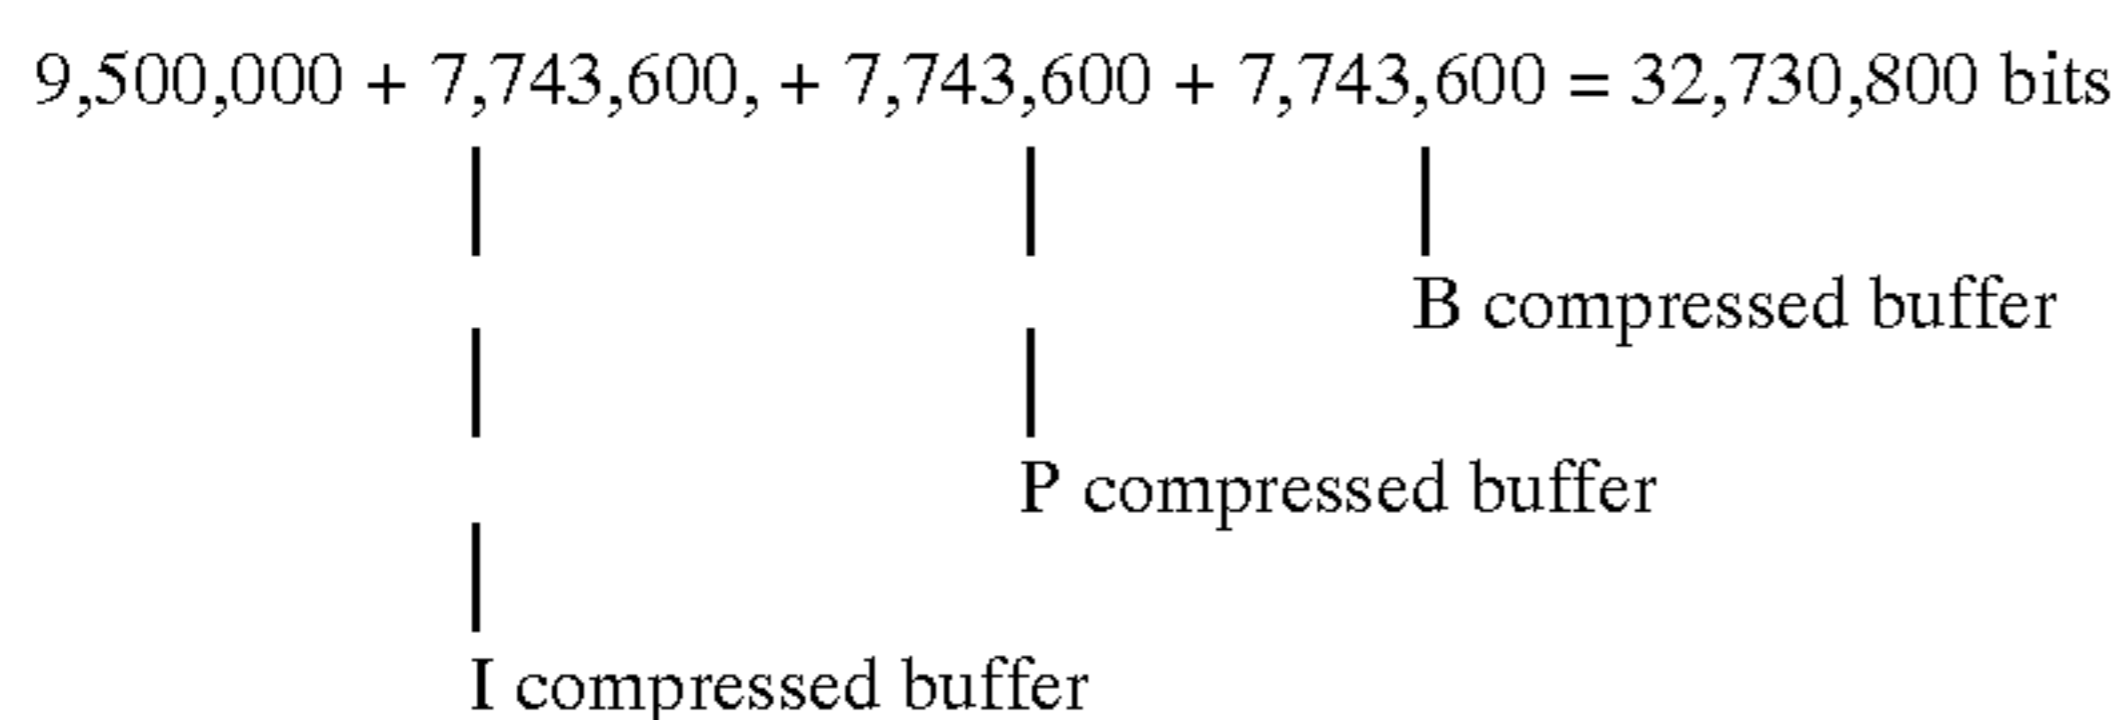 9,500,000 + 7,743,600, + 7,743,600 + 7,743,600 = 32,730,800 bits
B compressed buffer
P compressed buffer
I compressed buffer